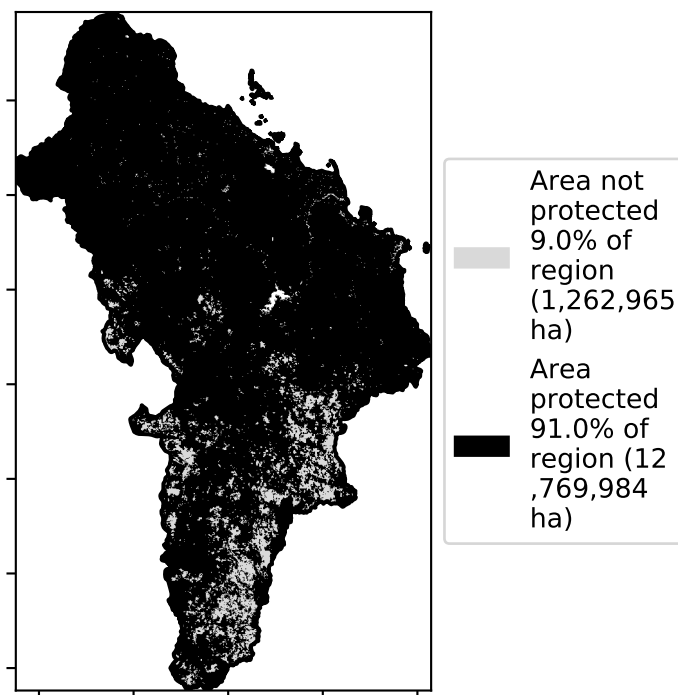 Area not
protected
9.0% of
region
(1,262,965
ha)
Area
protected
91.0% of
region (12
,769,984
ha)